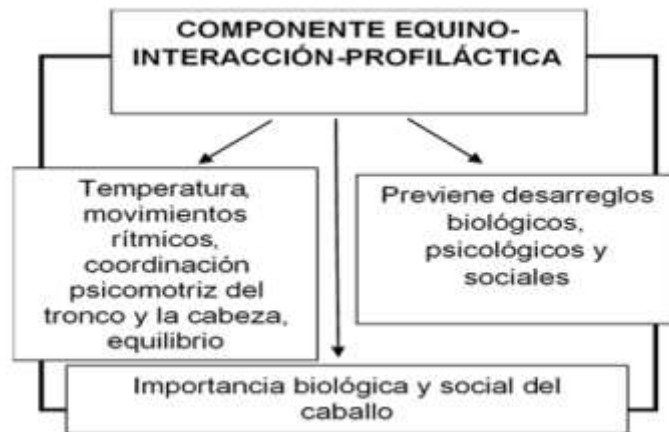 COMPONENTE EQUINO-
INTERACCIÓN-PROFILÁCTICA
Temperatura,
movimientos
rítmicos,
coordinación
psicomotriz del
tronco y la cabeza,
equilibrio
Previene desarreglos
biológicos,
psicológicos y
sociales
Importancia biológica y social del
caballo